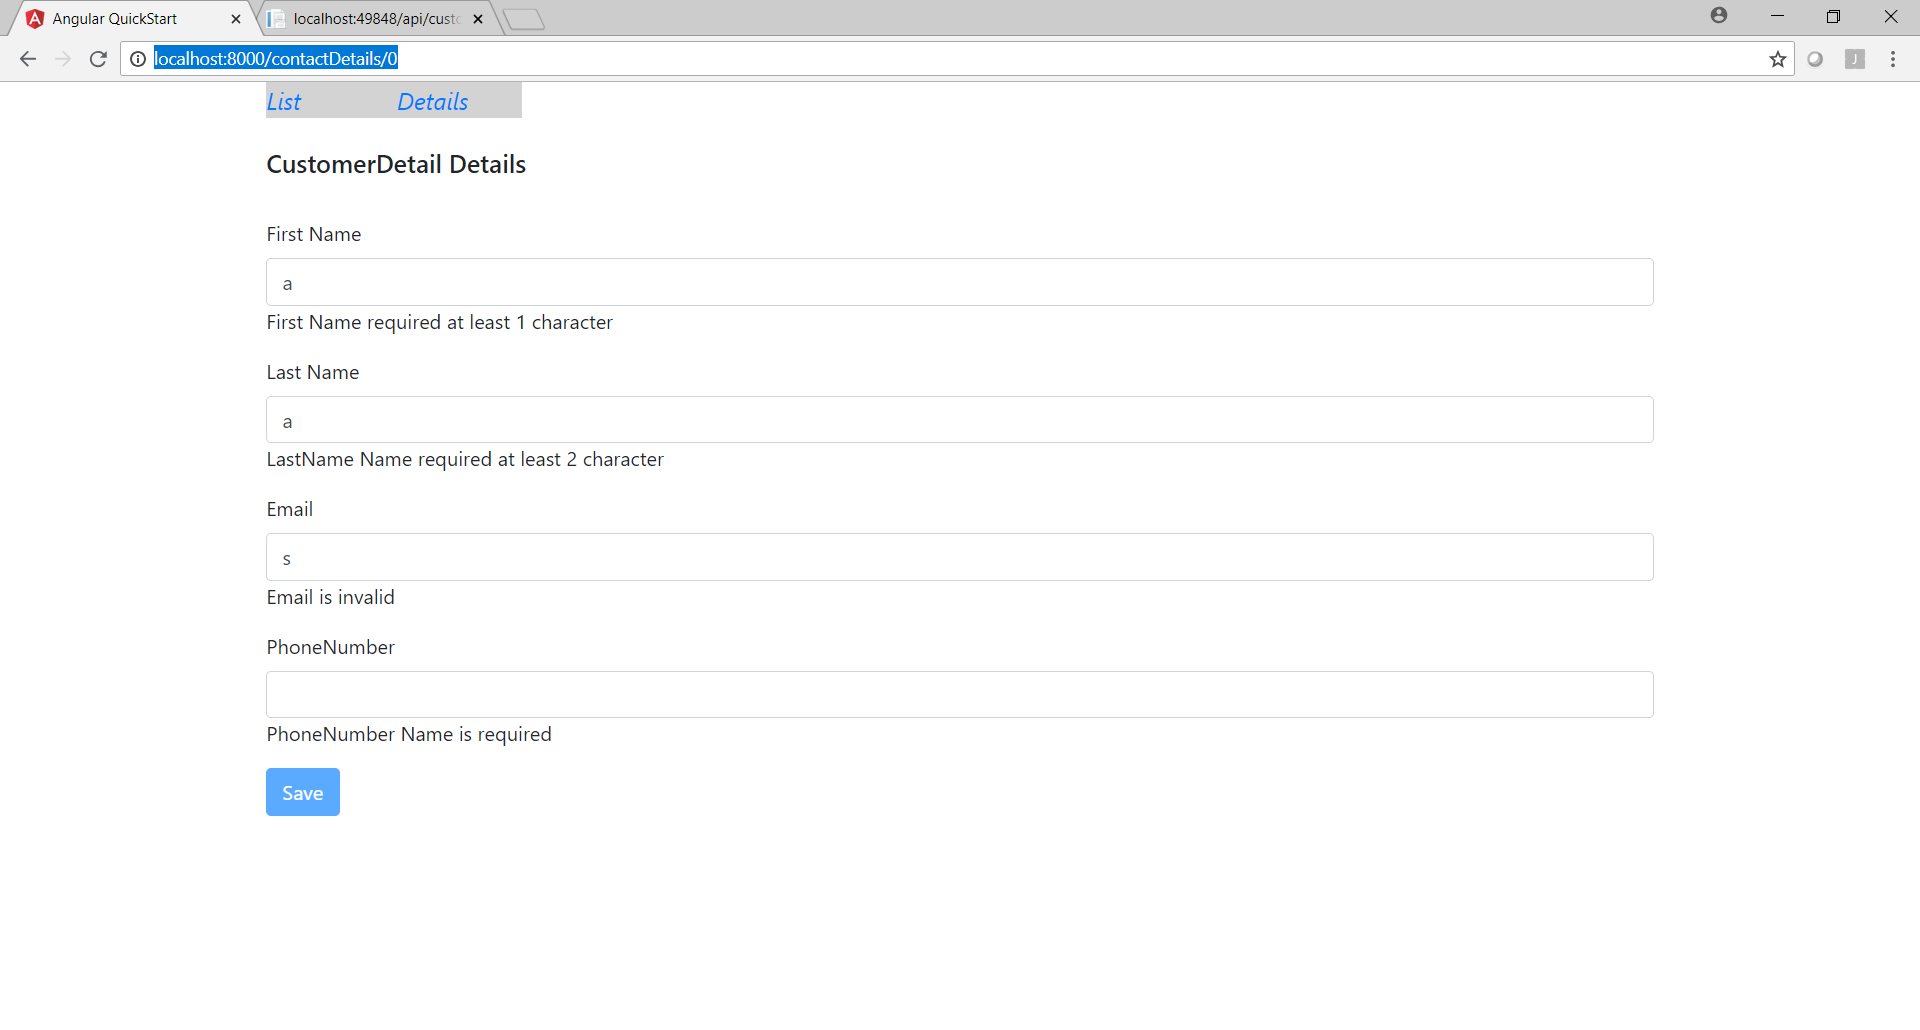 Angular QuickStart
localhost:49848/api/custo
localhost:8000/contactDetails/0
J
List Details
CustomerDetail Details
First Name
a
First Name required at least 1 character
Last Name
a
LastName Name required at least 2 character
Email
s
Email is invalid
PhoneNumber
PhoneNumber Name is required
Save